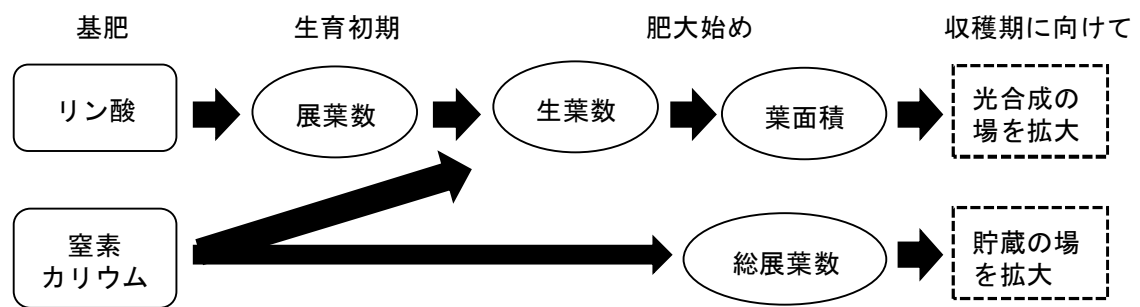 基肥
生育初期
肥大始め
収穫期に向けて
リン酸
展葉数
生葉数
葉面積
光合成の
場を拡大
窒素
カリウム
総展葉数
貯蔵の場
を拡大